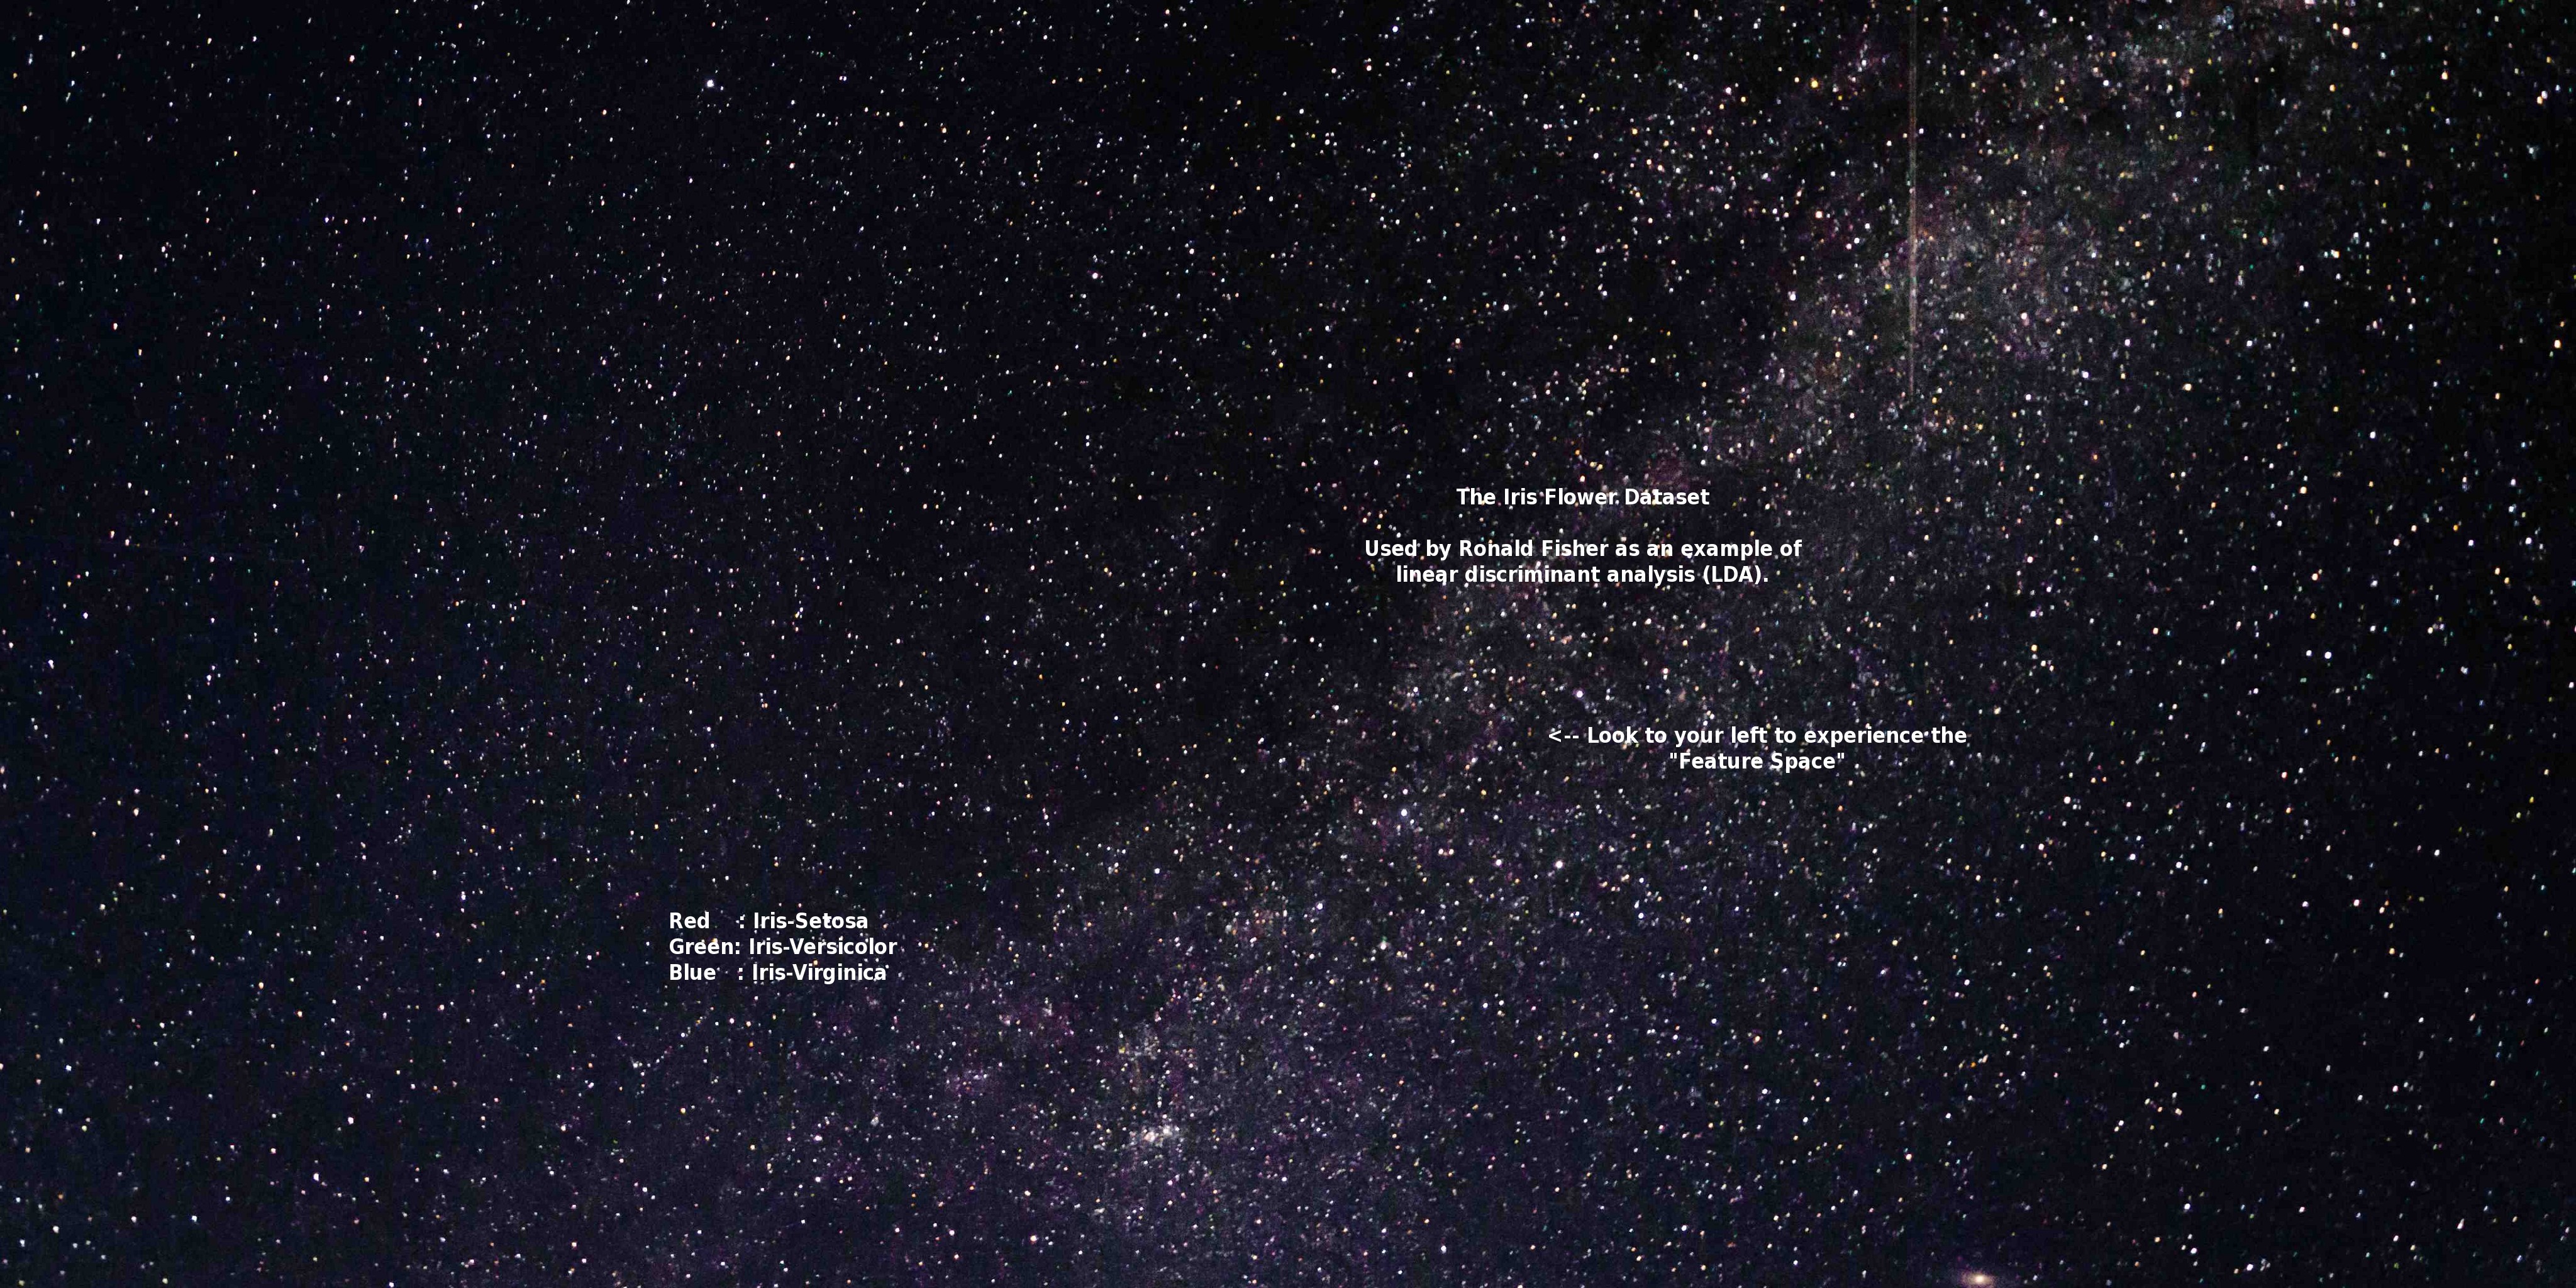 The Iris Flower Dataset
Used by Ronald Fisher as an example of
linear discriminant analysis (LDA).
<-- Look to your left to experience the
"Feature Space"
Red : Iris-Setosa
Green: Iris-Versicolor
Blue : Iris-Virginica